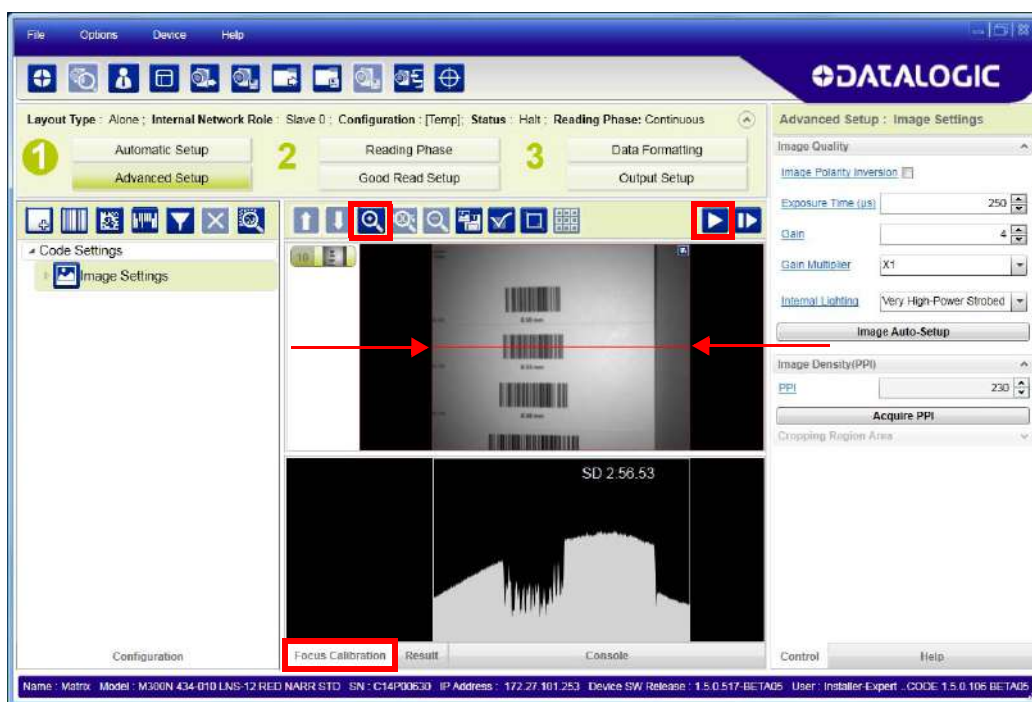 File Options Device Help
DATALOGIC
Layout Type : Alone ; Internal Network Role : Slave 0 ; Configuration : [Temp]; Status : Halt ; Reading Phase: Continuous
1 Automatic Setup
Advanced Setup
2 Reading Phase
Good Read Setup
3 Data Formatting
Output Setup
Code Settings
Image Settings
10
SD 2.56.53
Configuration
Focus Calibration Result Console
Advanced Setup : Image Settings
Image Quality
Image Polarity Inversion
Exposure Time (µs) 250
Gain 4
Gain Multiplier X1
Internal Lighting Very High-Power Strobed
Image Auto-Setup
Image Density(PPI)
PPI 230
Acquire PPI
Cropping Region Area
Control Help
Name : Matrix Model : M300N 434-010 LNS-12 RED NARR STD SN : C14P00630 IP Address : 172.27.101.253 Device SW Release : 1.5.0.517-BETA05 User : Installer-Expert ..CODE 1.5.0.106 BETA05